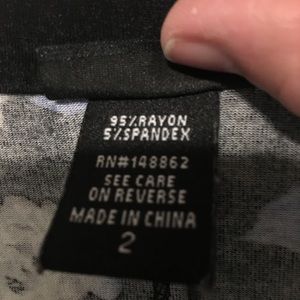 95%RAYON
5%SPANDEX
RN#148862
SEE CARE
ON REVERSE
MADE IN CHINA
2